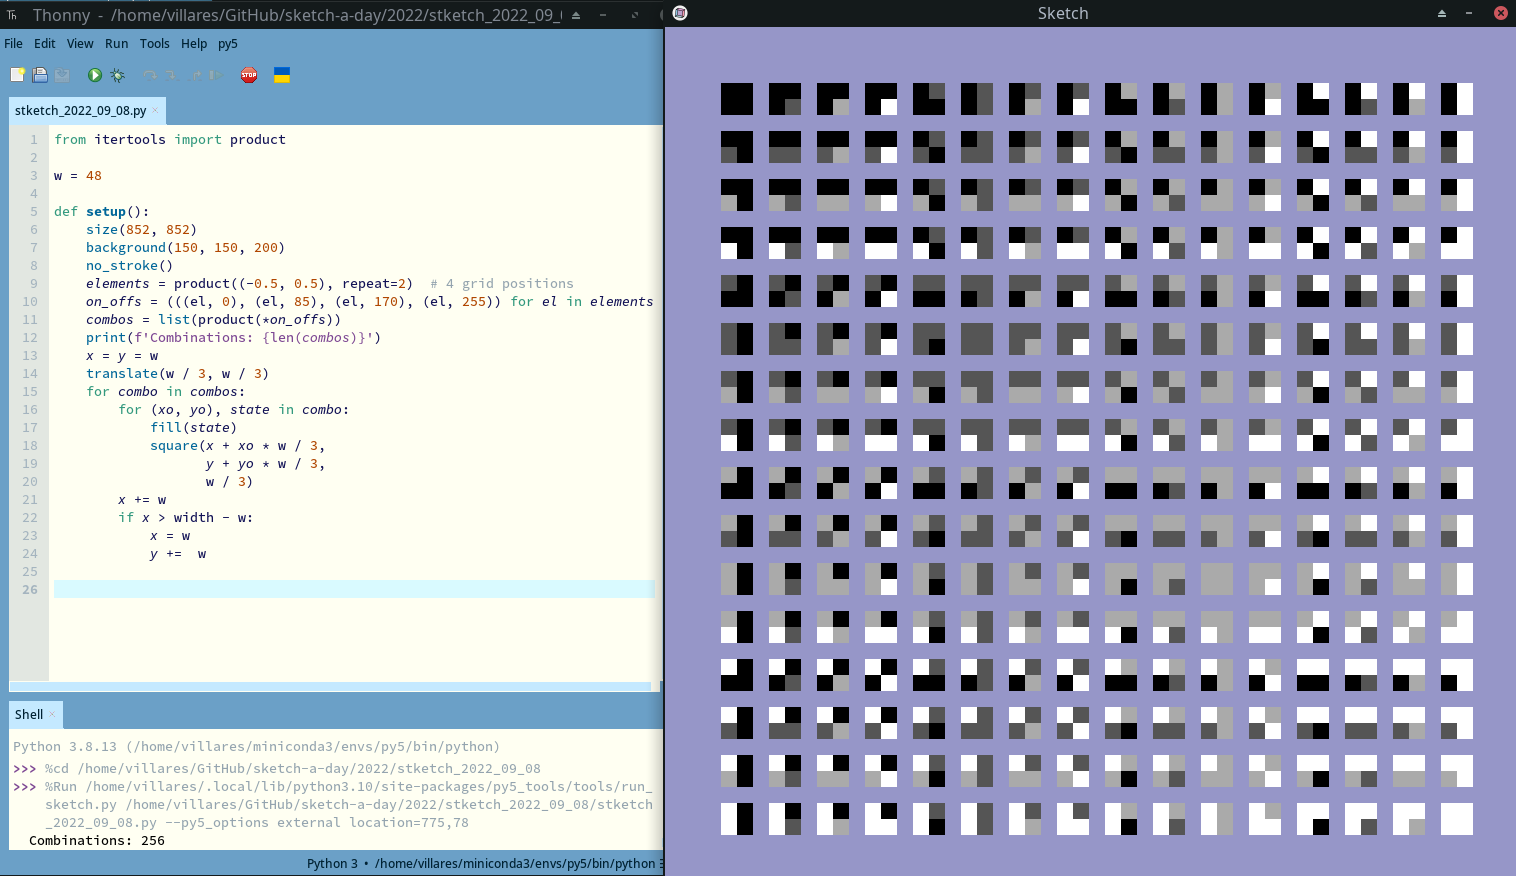 Thonny - /home/villares/GitHub/sketch-a-day/2022/stketch_2022_09_
Sketch
File Edit View Run Tools Help py5
STOP
stketch_2022_09_08.py
1 from itertools import product
2
3 w = 48
4
5 def setup():
6 size(852, 852)
7 background(150, 150, 200)
8 no_stroke()
9 elements = product((-0.5, 0.5), repeat=2)  # 4 grid positions
10 on_offs = (((el, 0), (el, 85), (el, 170), (el, 255)) for el in elements
11 combos = list(product(*on_offs))
12 print(f'Combinations: {len(combos)}')
13 x = y = w
14 translate(w / 3, w / 3)
15 for combo in combos:
16 for (xo, yo), state in combo:
17 fill(state)
18 square(x + xo * w / 3,
19 y + yo * w / 3,
20 w / 3)
21 x += w
22 if x > width - w:
23 x = w
24 y +=  w
25
26
Shell
Python 3.8.13 (/home/villares/miniconda3/envs/py5/bin/python)
>>> %cd /home/villares/GitHub/sketch-a-day/2022/stketch_2022_09_08
>>> %Run /home/villares/.local/lib/python3.10/site-packages/py5_tools/tools/run_
sketch.py /home/villares/GitHub/sketch-a-day/2022/stketch_2022_09_08/stketch
_2022_09_08.py --py5_options external location=775,78
Combinations: 256
Python 3 • /home/villares/miniconda3/envs/py5/bin/python